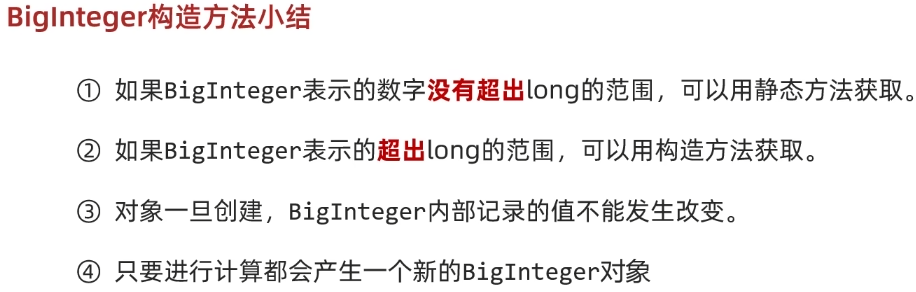 BigInteger构造方法小结
① 如果BigInteger表示的数字没有超出long的范围，可以用静态方法获取。
② 如果BigInteger表示的超出long的范围，可以用构造方法获取。
③ 对象一旦创建，BigInteger内部记录的值不能发生改变。
④ 只要进行计算都会产生一个新的BigInteger对象